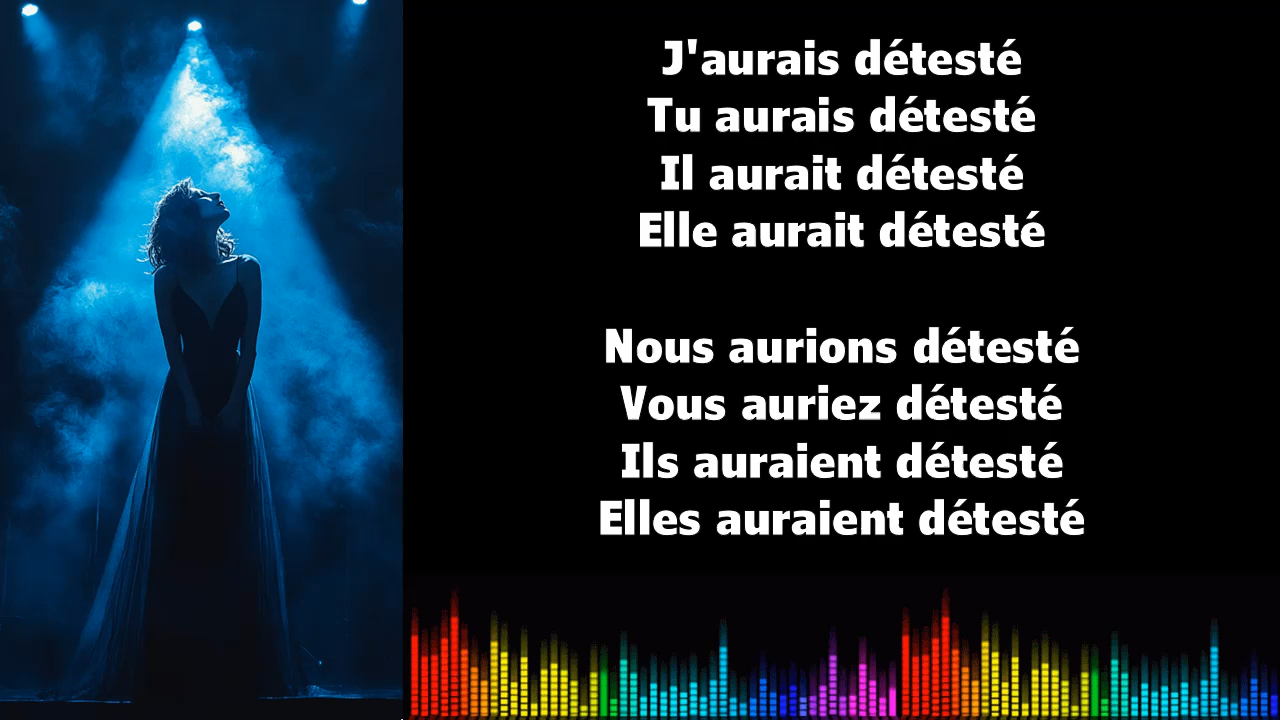 J'aurais détesté
Tu aurais détesté
Il aurait détesté
Elle aurait détesté
Nous aurions détesté
Vous auriez détesté
Ils auraient détesté
Elles auraient détesté